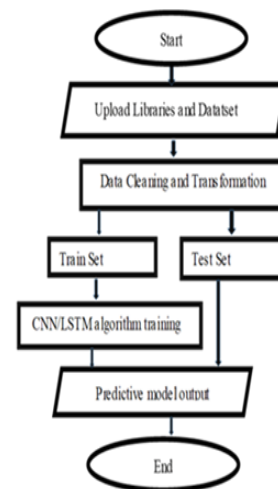 Start
Upload Libraries and Datatset
Data Cleaning and Transformation
Train Set
Test Set
CNN/LSTM algorithm training
Predictive model output
End